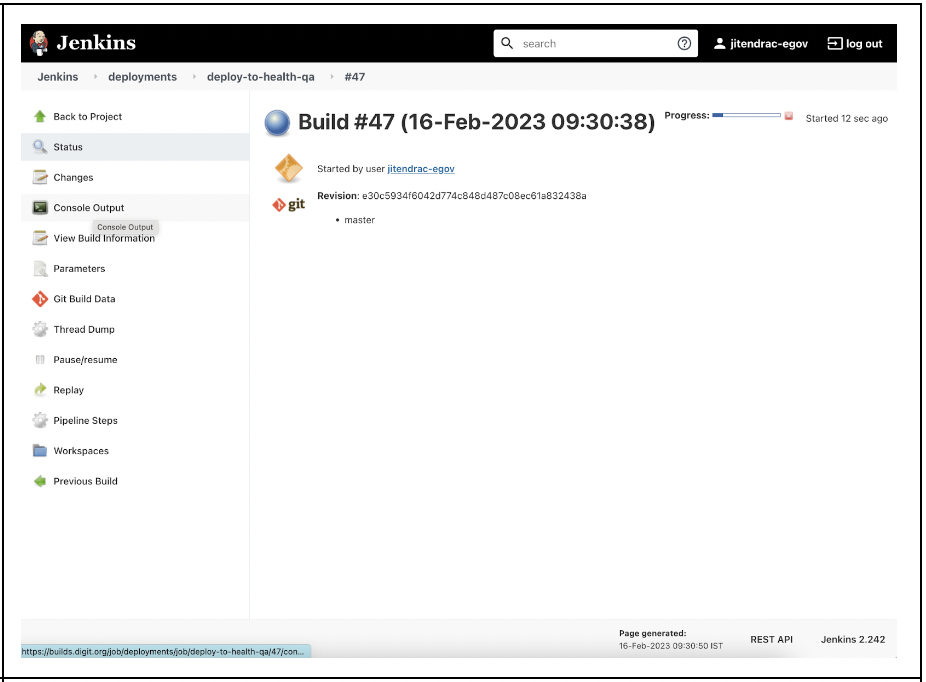 Jenkins
search
jitendrac-egov
log out
Jenkins deployments deploy-to-health-qa #47
Back to Project
Status
Changes
Console Output
Console Output
View Build Information
Parameters
Git Build Data
Thread Dump
Pause/resume
Replay
Pipeline Steps
Workspaces
Previous Build
Build #47 (16-Feb-2023 09:30:38)
Progress:
Started 12 sec ago
Started by user jitendrac-egov
git
Revision: e30c5934f6042d774c848d487c08ec61a832438a
• master
Page generated:
16-Feb-2023 09:30:50 IST
REST API
Jenkins 2.242
https://builds.digit.org/job/deployments/job/deploy-to-health-qa/47/con...